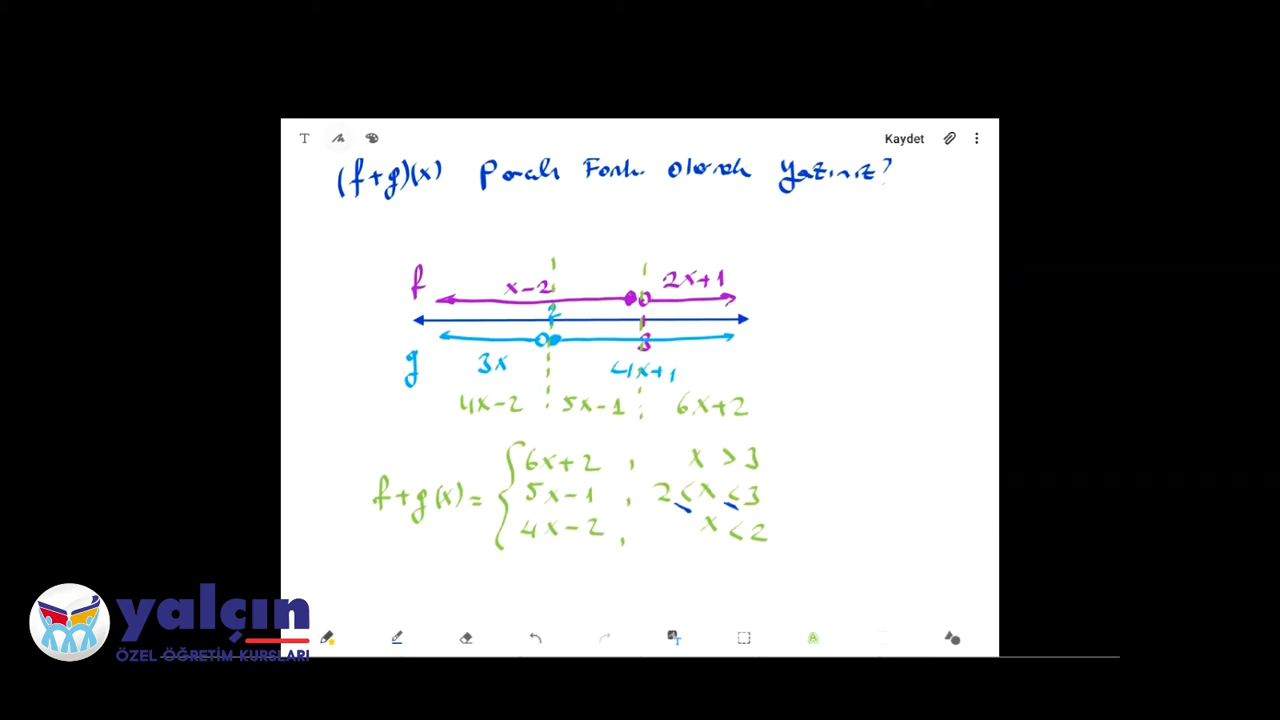 T Kaydet
(f+g)(x) Parçalı Fonk. olarak yazınız?
f x-2 2x+1
2 3
g 3x 4x+1
4x-2 5x-1 6x+2
6x+2 , x > 3
f+g(x) = { 5x-1 , 2 ≤ x ≤ 3
4x-2 , x < 2
yalçın
ÖZEL ÖĞRETİM KURSLARI